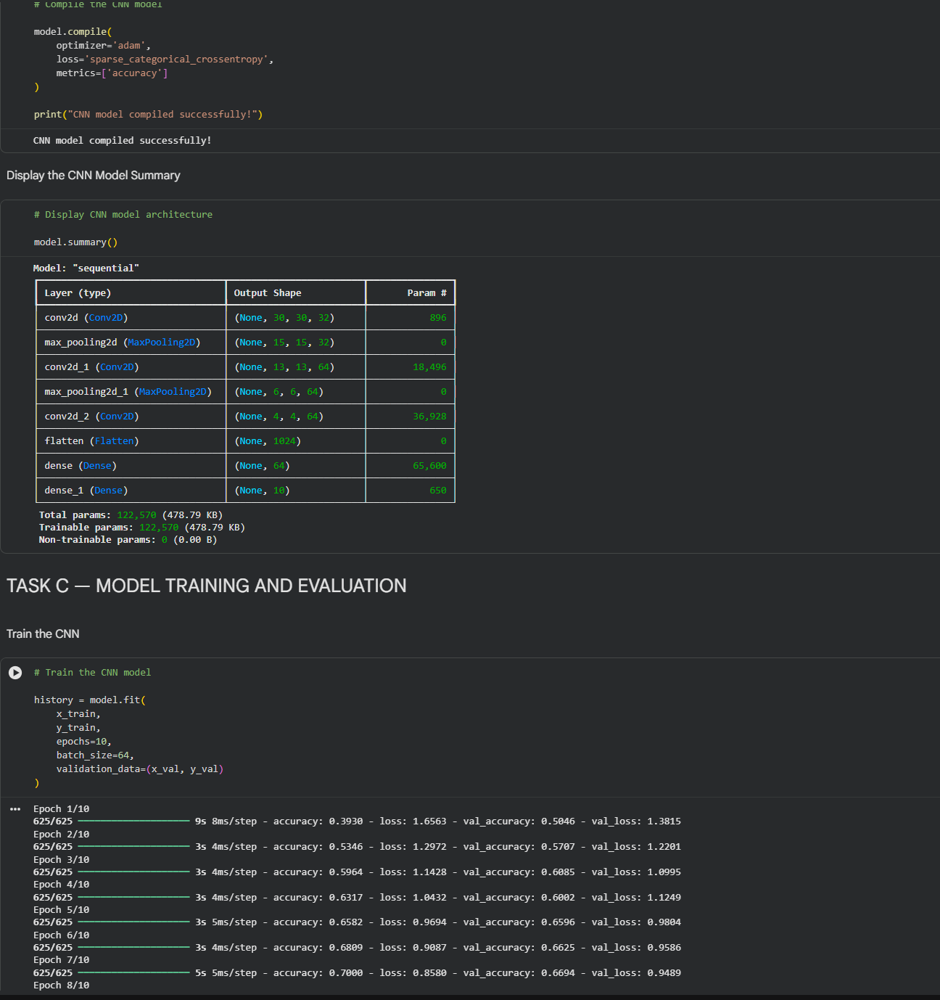 # Compile the CNN model
model.compile(
optimizer='adam',
loss='sparse_categorical_crossentropy',
metrics=['accuracy']
)
print("CNN model compiled successfully!")
CNN model compiled successfully!
Display the CNN Model Summary
# Display CNN model architecture
model.summary()
Model: "sequential"
Layer (type) Output Shape Param #
conv2d (Conv2D) (None, 30, 30, 32) 896
max_pooling2d (MaxPooling2D) (None, 15, 15, 32) 0
conv2d_1 (Conv2D) (None, 13, 13, 64) 18,496
max_pooling2d_1 (MaxPooling2D) (None, 6, 6, 64) 0
conv2d_2 (Conv2D) (None, 4, 4, 64) 36,928
flatten (Flatten) (None, 1024) 0
dense (Dense) (None, 64) 65,600
dense_1 (Dense) (None, 10) 650
Total params: 122,570 (478.79 KB)
Trainable params: 122,570 (478.79 KB)
Non-trainable params: 0 (0.00 B)
TASK C — MODEL TRAINING AND EVALUATION
Train the CNN
# Train the CNN model
history = model.fit(
x_train,
y_train,
epochs=10,
batch_size=64,
validation_data=(x_val, y_val)
)
Epoch 1/10
625/625 9s 8ms/step - accuracy: 0.3930 - loss: 1.6563 - val_accuracy: 0.5046 - val_loss: 1.3815
Epoch 2/10
625/625 3s 4ms/step - accuracy: 0.5346 - loss: 1.2972 - val_accuracy: 0.5707 - val_loss: 1.2201
Epoch 3/10
625/625 3s 4ms/step - accuracy: 0.5964 - loss: 1.1428 - val_accuracy: 0.6085 - val_loss: 1.0995
Epoch 4/10
625/625 3s 4ms/step - accuracy: 0.6317 - loss: 1.0432 - val_accuracy: 0.6002 - val_loss: 1.1249
Epoch 5/10
625/625 3s 5ms/step - accuracy: 0.6582 - loss: 0.9694 - val_accuracy: 0.6596 - val_loss: 0.9804
Epoch 6/10
625/625 3s 4ms/step - accuracy: 0.6809 - loss: 0.9087 - val_accuracy: 0.6625 - val_loss: 0.9586
Epoch 7/10
625/625 5s 5ms/step - accuracy: 0.7000 - loss: 0.8580 - val_accuracy: 0.6694 - val_loss: 0.9489
Epoch 8/10